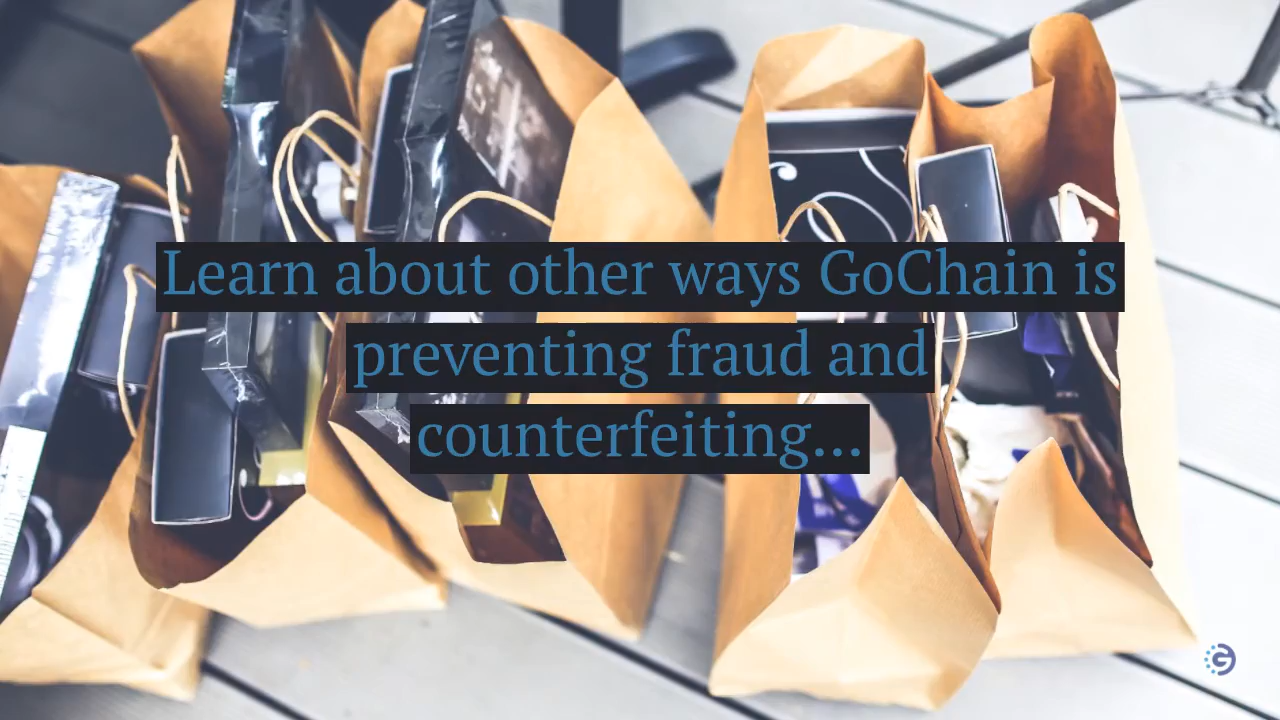 Learn about other ways GoChain is
preventing fraud and
counterfeiting...
G